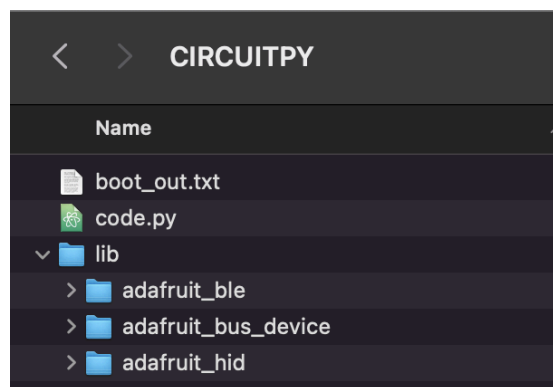 CIRCUITPY
Name
boot_out.txt
code.py
lib
adafruit_ble
adafruit_bus_device
adafruit_hid